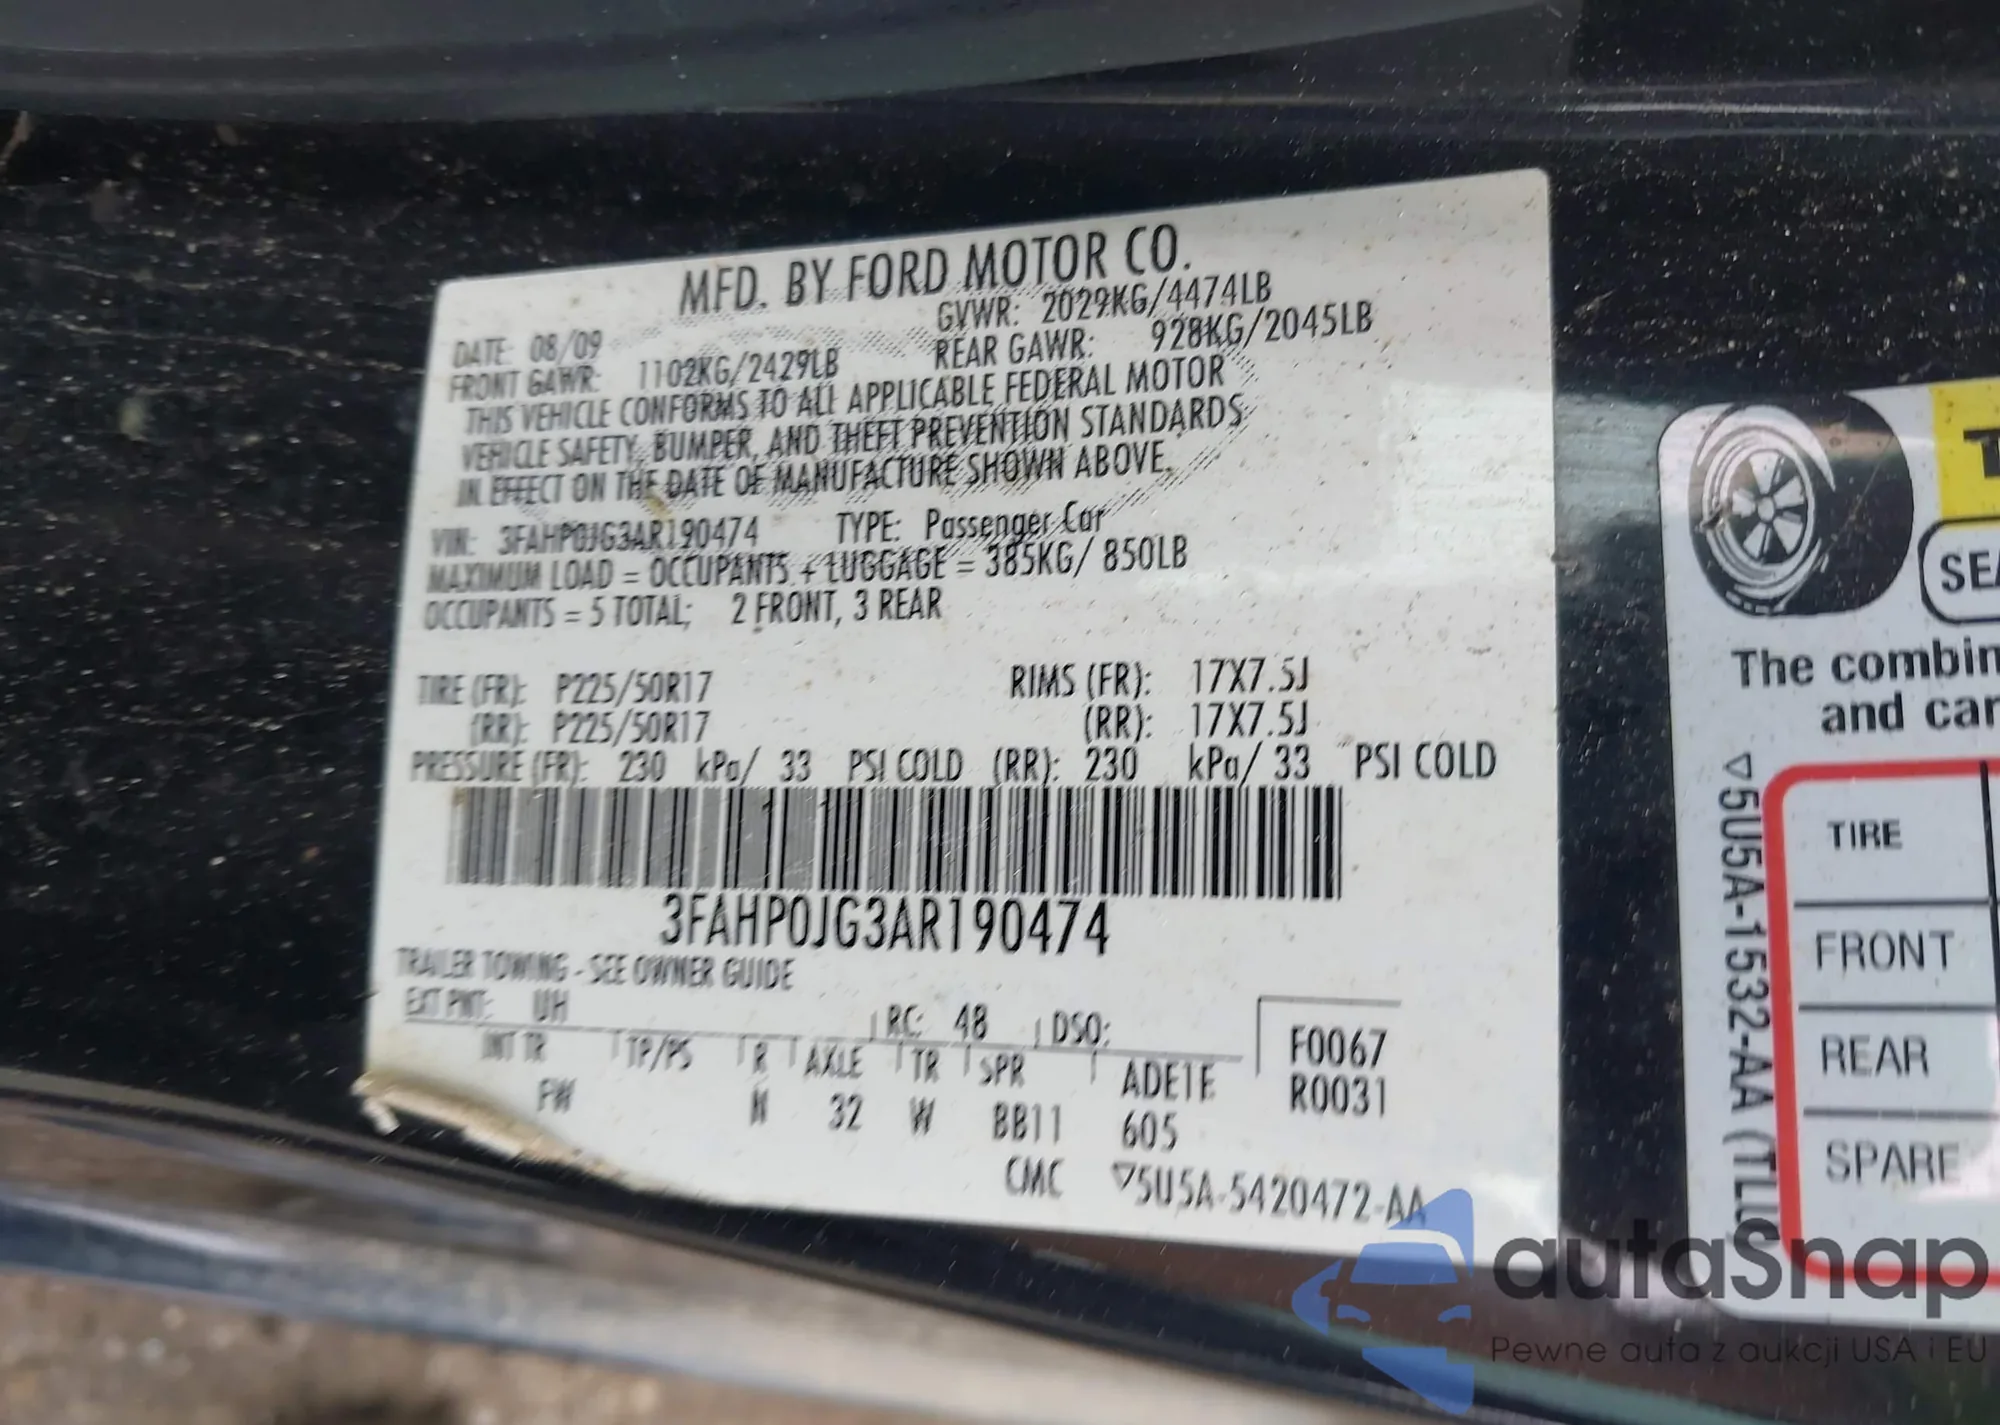 MFD. BY FORD MOTOR CO.
DATE: 08/09 GVWR: 2029KG/4474LB
FRONT GAWR: 1102KG/2429LB REAR GAWR: 928KG/2045LB
THIS VEHICLE CONFORMS TO ALL APPLICABLE FEDERAL MOTOR
VEHICLE SAFETY, BUMPER, AND THEFT PREVENTION STANDARDS
IN EFFECT ON THE DATE OF MANUFACTURE SHOWN ABOVE.
VIN: 3FAHP0JG3AR190474 TYPE: Passenger Car
MAXIMUM LOAD = OCCUPANTS + LUGGAGE = 385KG/ 850LB
OCCUPANTS = 5 TOTAL; 2 FRONT, 3 REAR
TIRE (FR): P225/50R17 RIMS (FR): 17X7.5J
(RR): P225/50R17 (RR): 17X7.5J
PRESSURE (FR): 230 kPa/ 33 PSI COLD (RR): 230 kPa/ 33 PSI COLD
3FAHP0JG3AR190474
TRAILER TOWING - SEE OWNER GUIDE
EXT PNT: UH RC: 48 DSO:
INT TR TP/PS R AXLE TR SPR ADETE F0067
FW N 32 W BB11 605 R0031
CMC ▽5U5A-5420472-AA
SEA
The combin
and car
▽5U5A-1532-AA (TLL
TIRE
FRONT
REAR
SPARE
autaSnap
Pewne auta z aukcji USA i EU